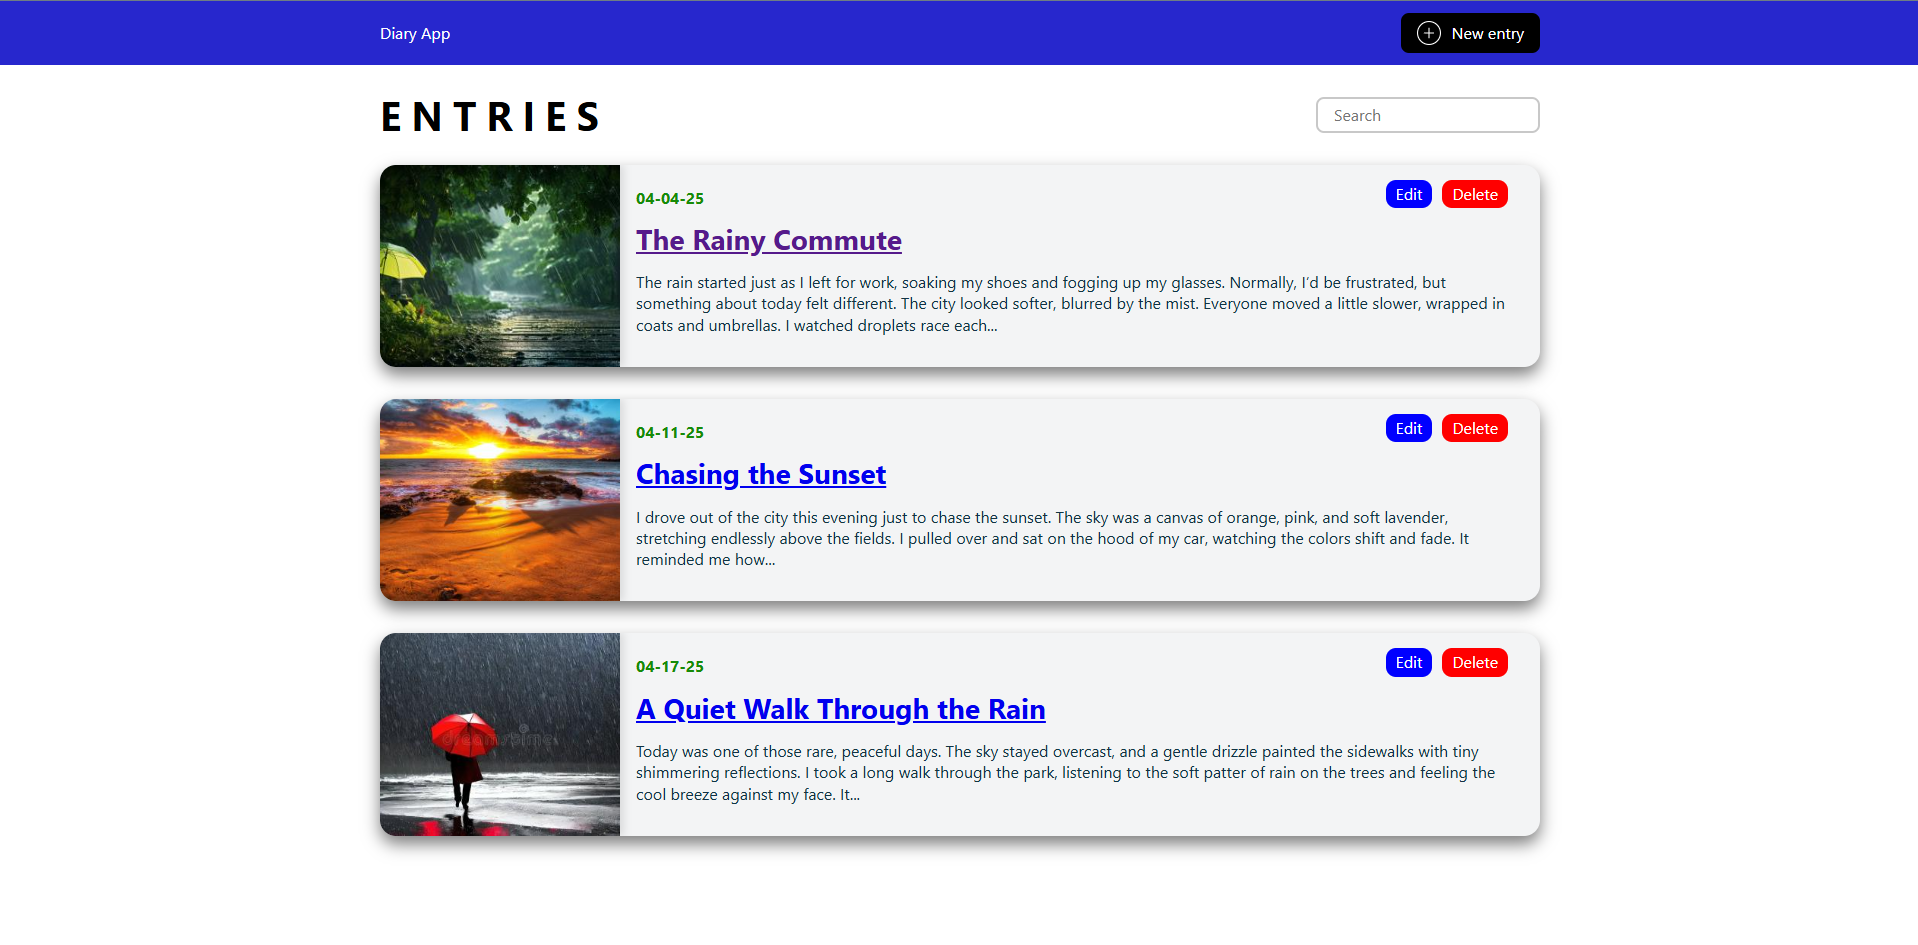 Diary App
New entry
ENTRIES
Search
04-04-25
Edit
Delete
The Rainy Commute
The rain started just as I left for work, soaking my shoes and fogging up my glasses. Normally, I’d be frustrated, but
something about today felt different. The city looked softer, blurred by the mist. Everyone moved a little slower, wrapped in
coats and umbrellas. I watched droplets race each...
04-11-25
Edit
Delete
Chasing the Sunset
I drove out of the city this evening just to chase the sunset. The sky was a canvas of orange, pink, and soft lavender,
stretching endlessly above the fields. I pulled over and sat on the hood of my car, watching the colors shift and fade. It
reminded me how...
04-17-25
Edit
Delete
A Quiet Walk Through the Rain
dreamstime
Today was one of those rare, peaceful days. The sky stayed overcast, and a gentle drizzle painted the sidewalks with tiny
shimmering reflections. I took a long walk through the park, listening to the soft patter of rain on the trees and feeling the
cool breeze against my face. It...